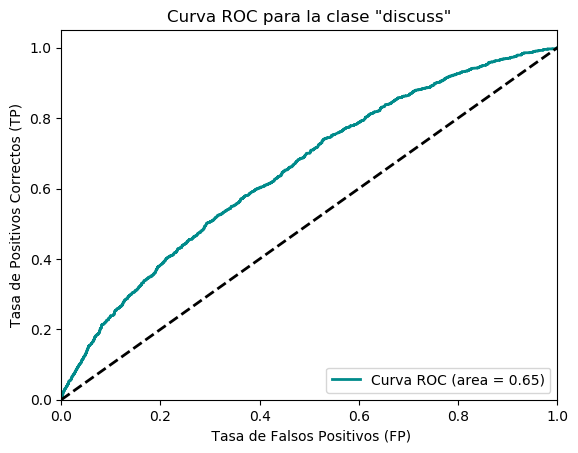 Curva ROC para la clase "discuss"
Tasa de Positivos Correctos (TP)
1.0
0.8
0.6
0.4
0.2
0.0
0.0 0.2 0.4 0.6 0.8 1.0
Curva ROC (area = 0.65)
Tasa de Falsos Positivos (FP)